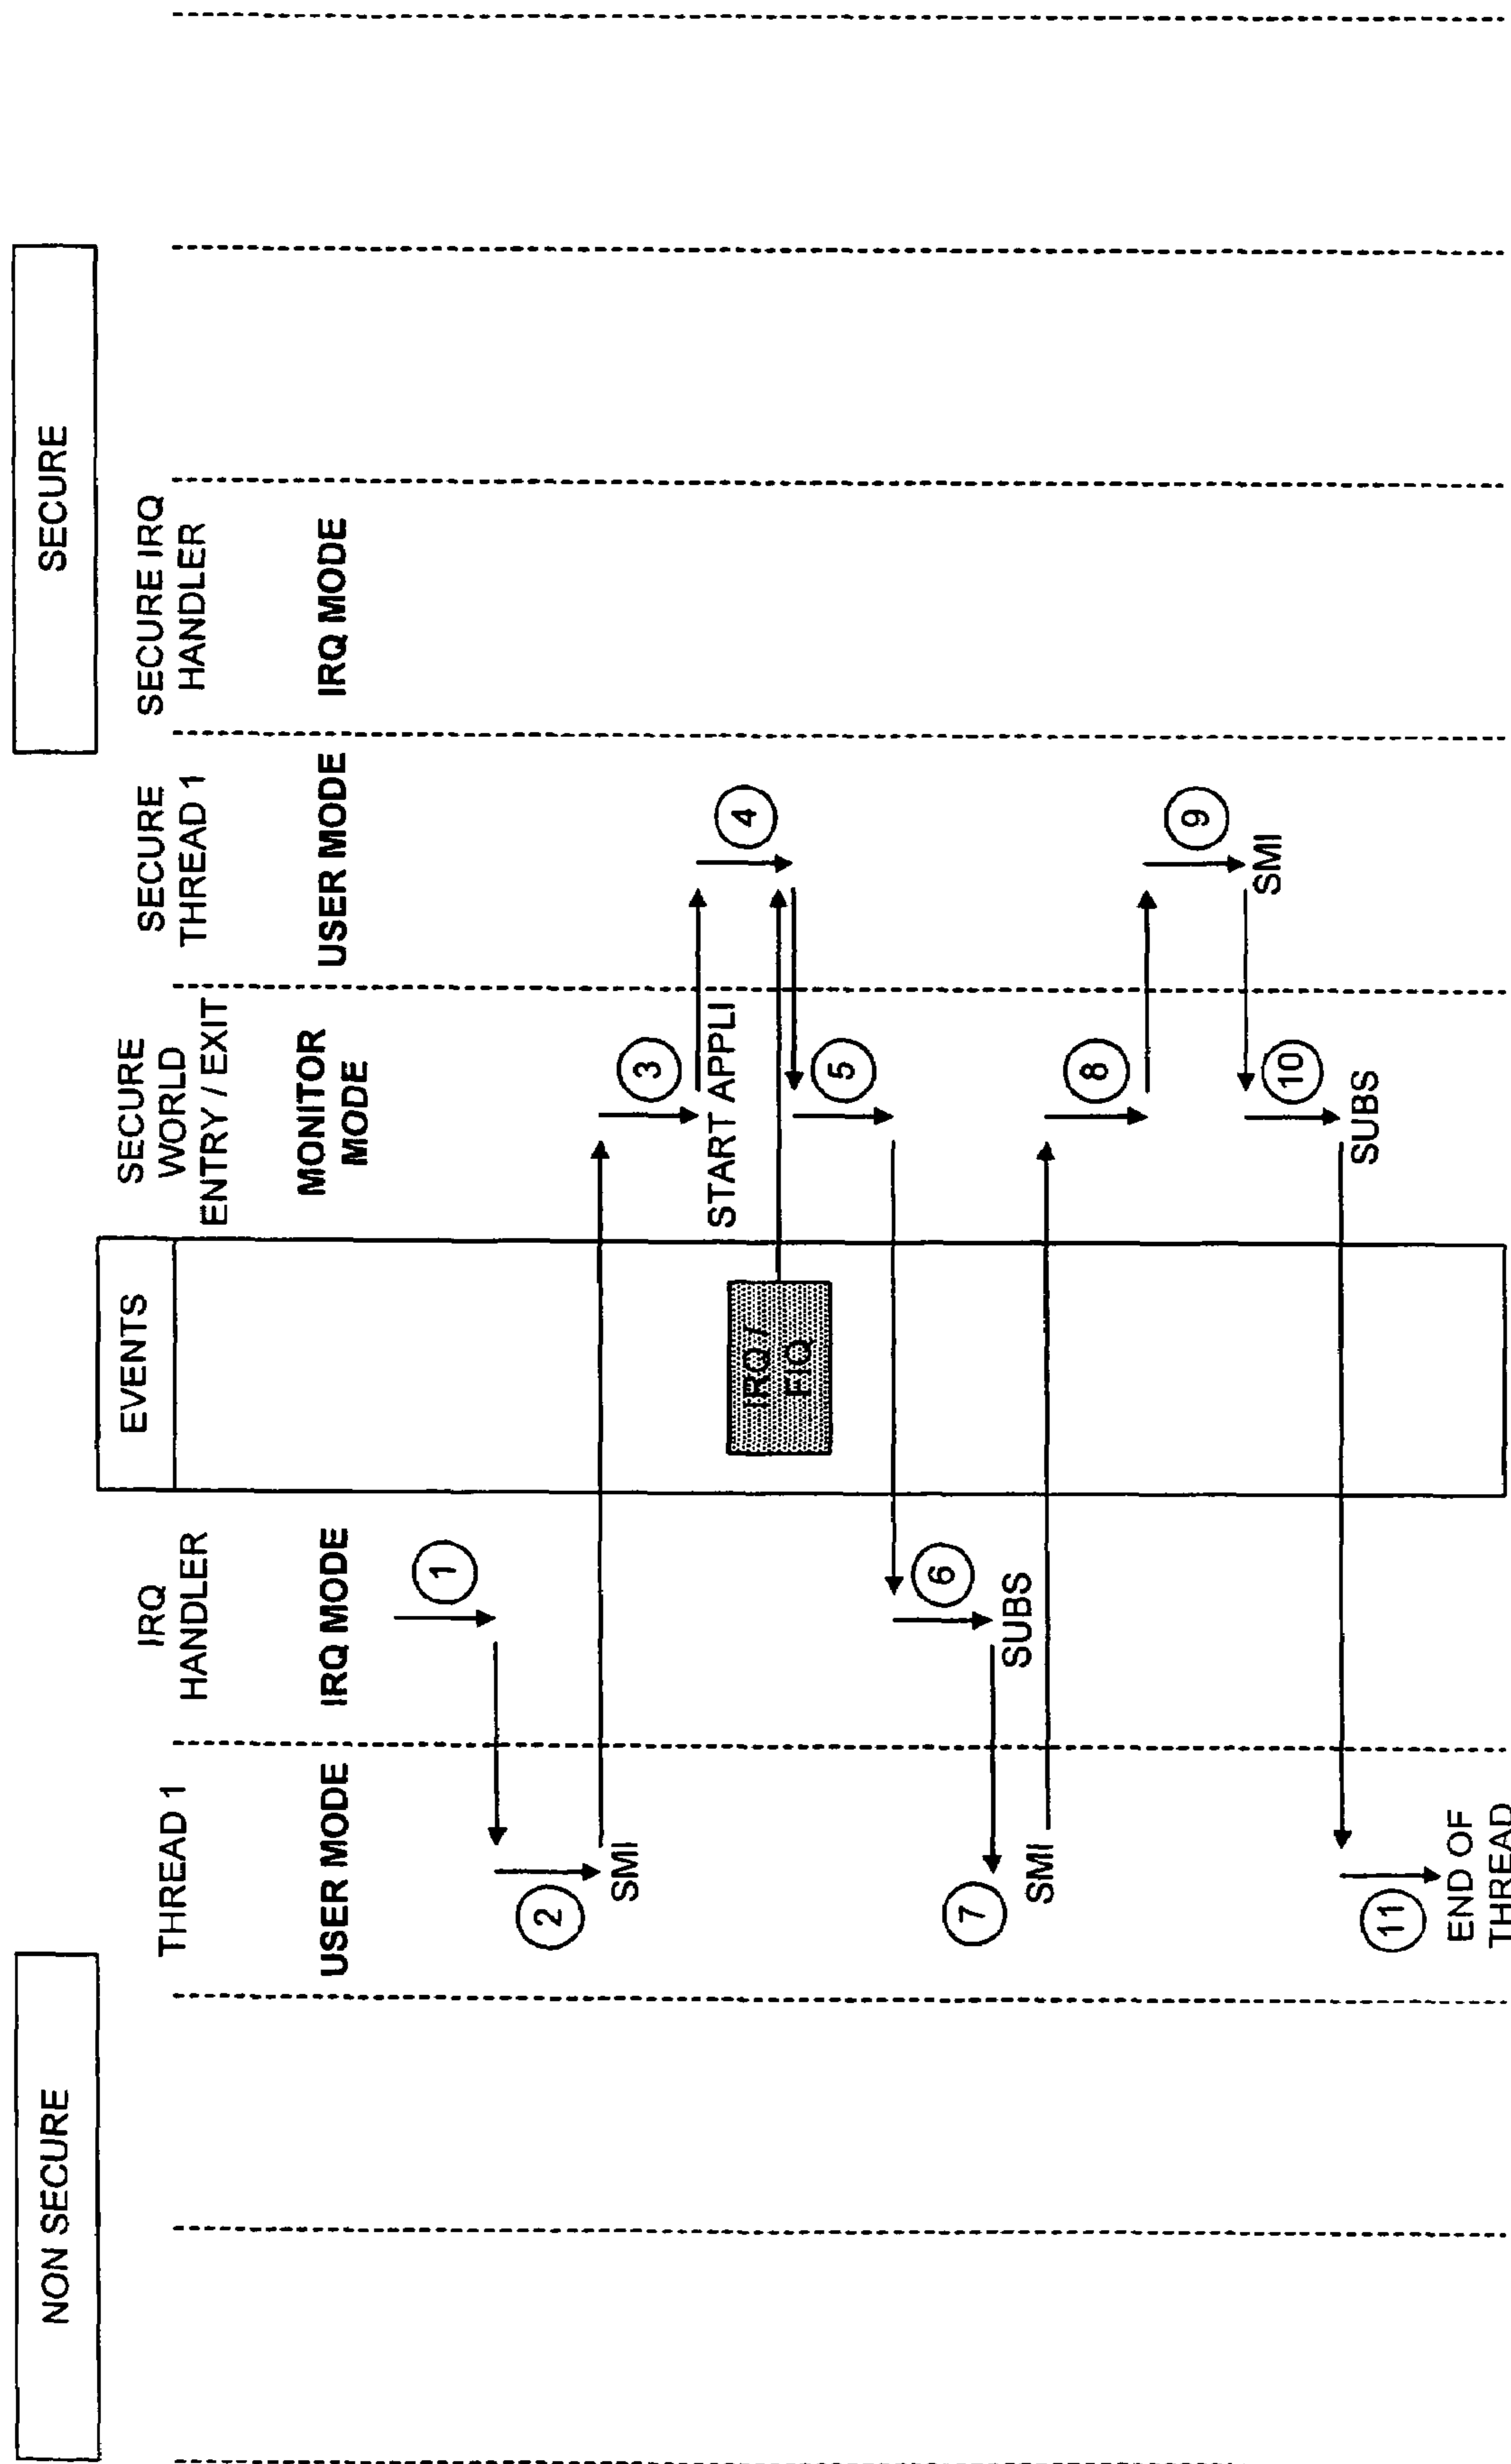 NON SECURE
SECURE
THREAD 1
USER MODE
IRQ
HANDLER
IRQ MODE
EVENTS
SECURE
WORLD
ENTRY / EXIT
MONITOR
MODE
SECURE
THREAD 1
USER MODE
SECURE IRQ
HANDLER
IRQ MODE
1
2
SMI
3
START APPLI
4
IRQ /
FIQ
5
6
SUBS
7
SMI
8
9
SMI
10
SUBS
11
END OF
THREAD